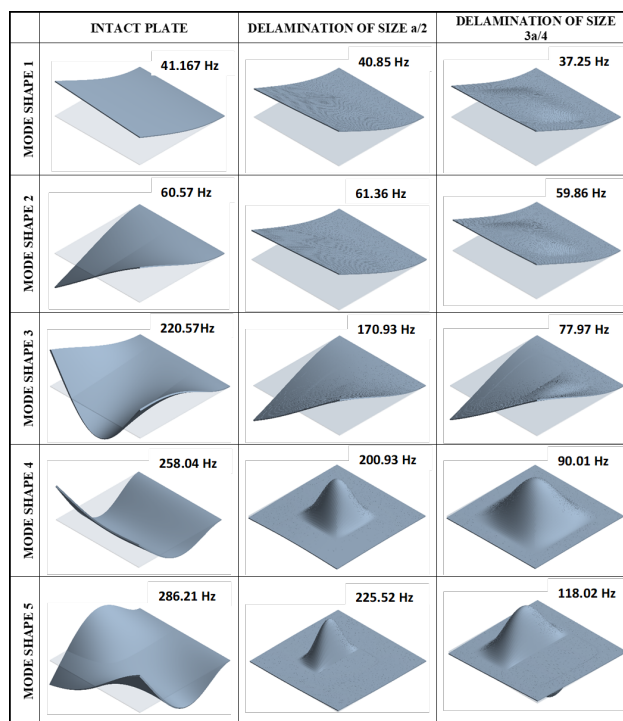 INTACT PLATE
DELAMINATION OF SIZE a/2
DELAMINATION OF SIZE
3a/4
MODE SHAPE 1
41.167 Hz
40.85 Hz
37.25 Hz
MODE SHAPE 2
60.57 Hz
61.36 Hz
59.86 Hz
MODE SHAPE 3
220.57Hz
170.93 Hz
77.97 Hz
MODE SHAPE 4
258.04 Hz
200.93 Hz
90.01 Hz
MODE SHAPE 5
286.21 Hz
225.52 Hz
118.02 Hz